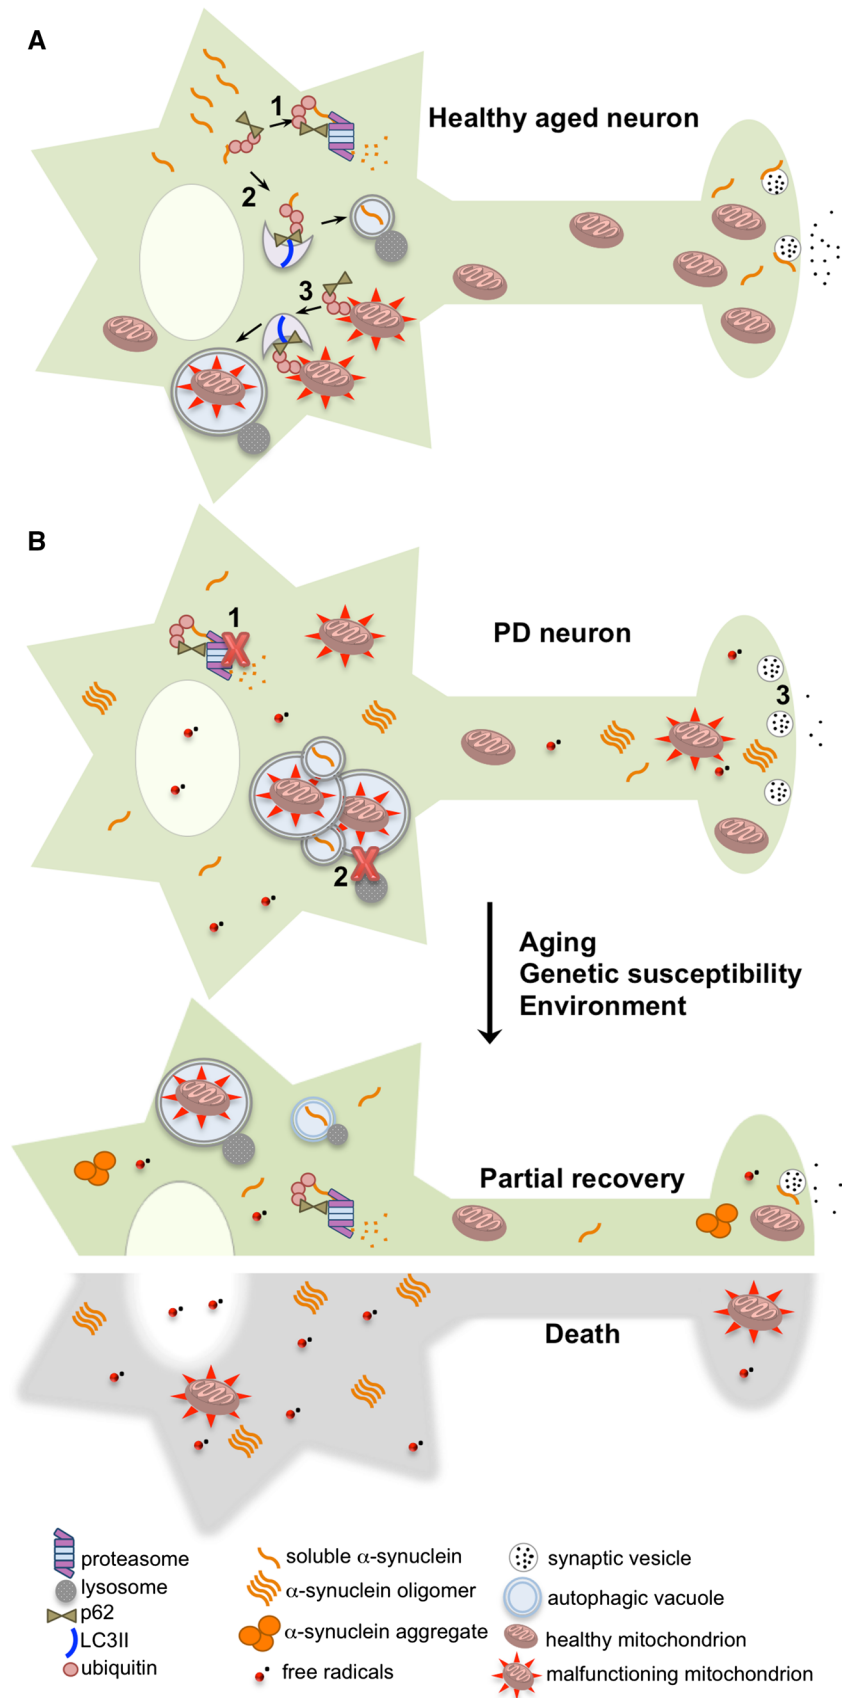 A
1
Healthy aged neuron
2
3
B
1
PD neuron
3
2
Aging
Genetic susceptibility
Environment
Partial recovery
Death
proteasome
lysosome
p62
LC3II
ubiquitin
soluble α-synuclein
α-synuclein oligomer
α-synuclein aggregate
free radicals
synaptic vesicle
autophagic vacuole
healthy mitochondrion
malfunctioning mitochondrion